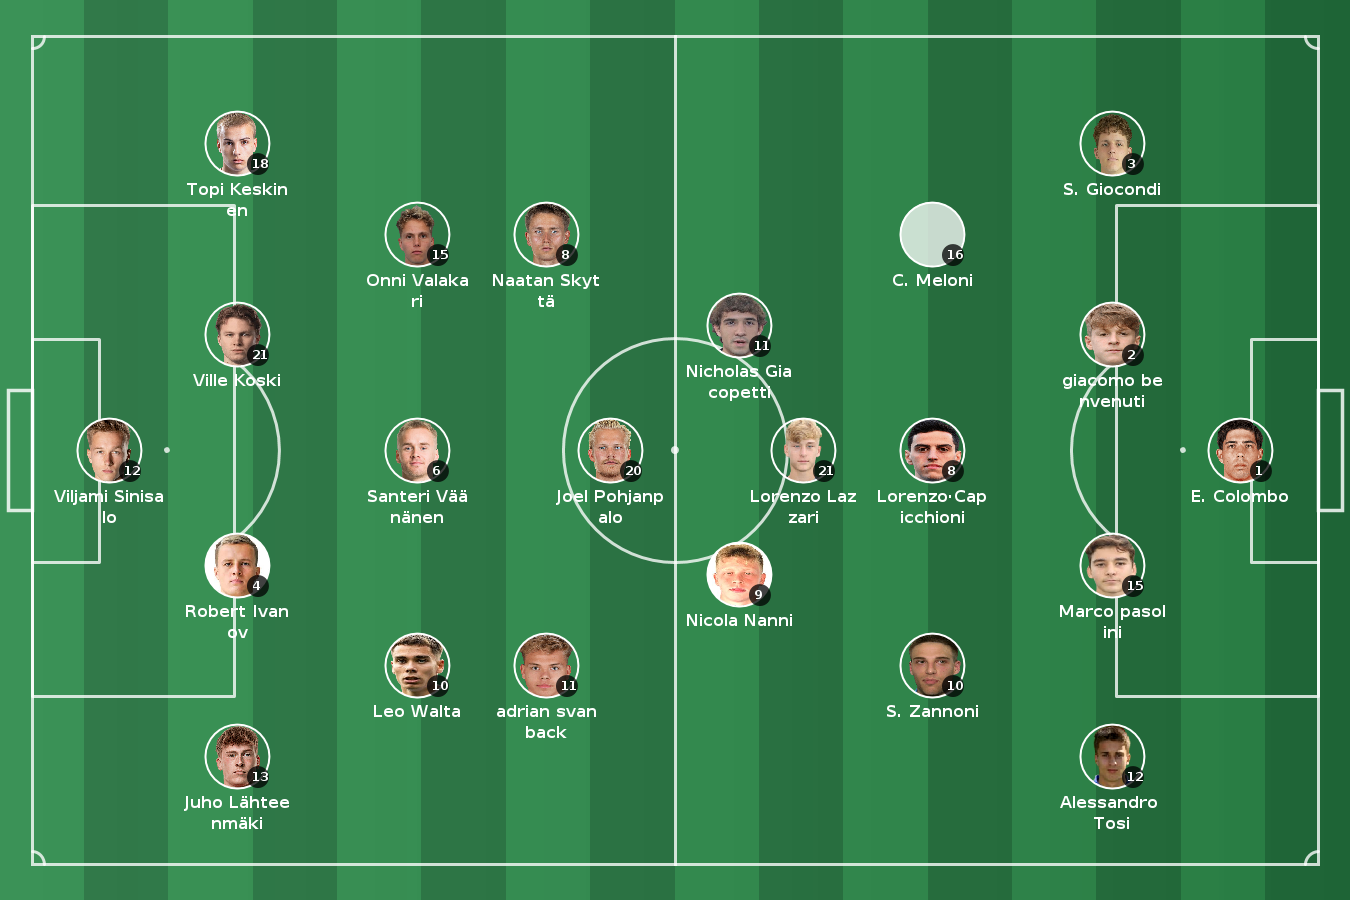 18
Topi Keskin
en
3
S. Giocondi
15
Onni Valaka
ri
8
Naatan Skyt
tä
16
C. Meloni
21
Ville Koski
11
Nicholas Gia
copetti
2
giacomo be
nvenuti
12
Viljami Sinisa
lo
6
Santeri Vää
nänen
20
Joel Pohjanp
alo
21
Lorenzo Laz
zari
8
Lorenzo·Cap
icchioni
1
E. Colombo
4
Robert Ivan
ov
9
Nicola Nanni
15
Marco pasol
ini
10
Leo Walta
11
adrian svan
back
10
S. Zannoni
13
Juho Lähtee
nmäki
12
Alessandro
Tosi